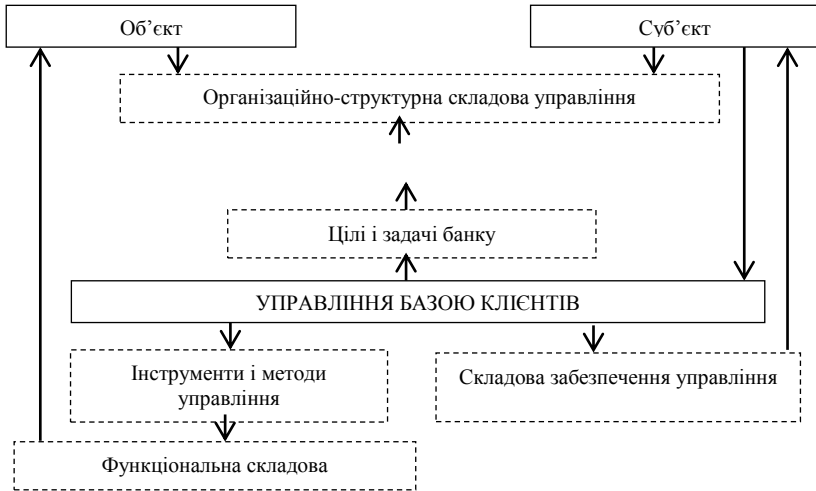 Об’єкт
Суб’єкт
Організаційно-структурна складова управління
Цілі і задачі банку
УПРАВЛІННЯ БАЗОЮ КЛІЄНТІВ
Інструменти і методи
управління
Складова забезпечення управління
Функціональна складова